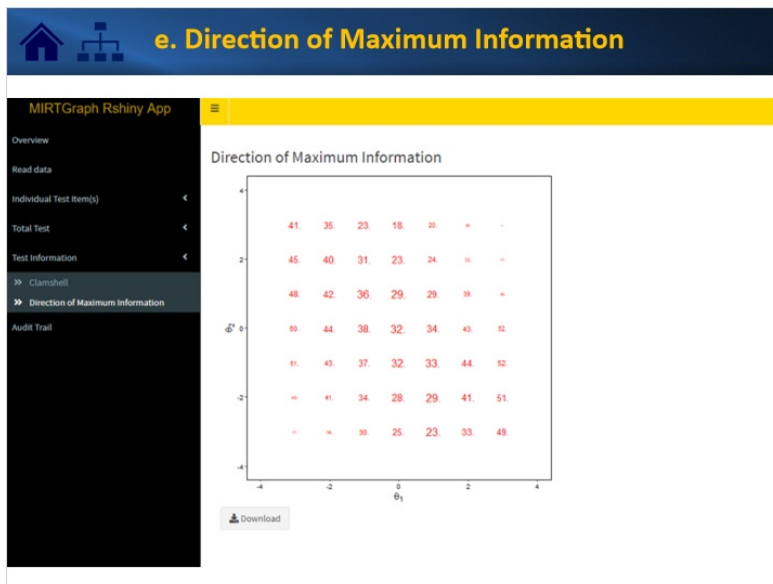 e. Direction of Maximum Information
MIRTGraph Rshiny App
Overview
Read data
Individual Test Item(s)
Total Test
Test Information
Clamshell
Direction of Maximum Information
Audit Trail
Direction of Maximum Information
4
41. 35. 23. 18. 20.
2 45. 40. 31. 23. 24.
48. 42. 36. 29. 29. 39.
θ2 0 50. 44. 38. 32. 34. 43. 52.
51. 43. 37. 32. 33. 44. 52.
-2 41. 34. 28. 29. 41. 51.
30. 25. 23. 33. 49.
-4
-4 -2 0 2 4
θ1
Download